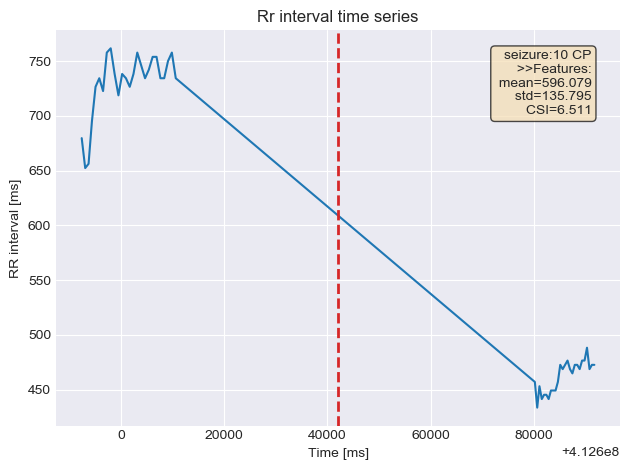 Rr interval time series
seizure:10 CP
>>Features:
mean=596.079
std=135.795
CSI=6.511
RR interval [ms]
750
700
650
600
550
500
450
0 20000 40000 60000 80000
+4.126e8
Time [ms]